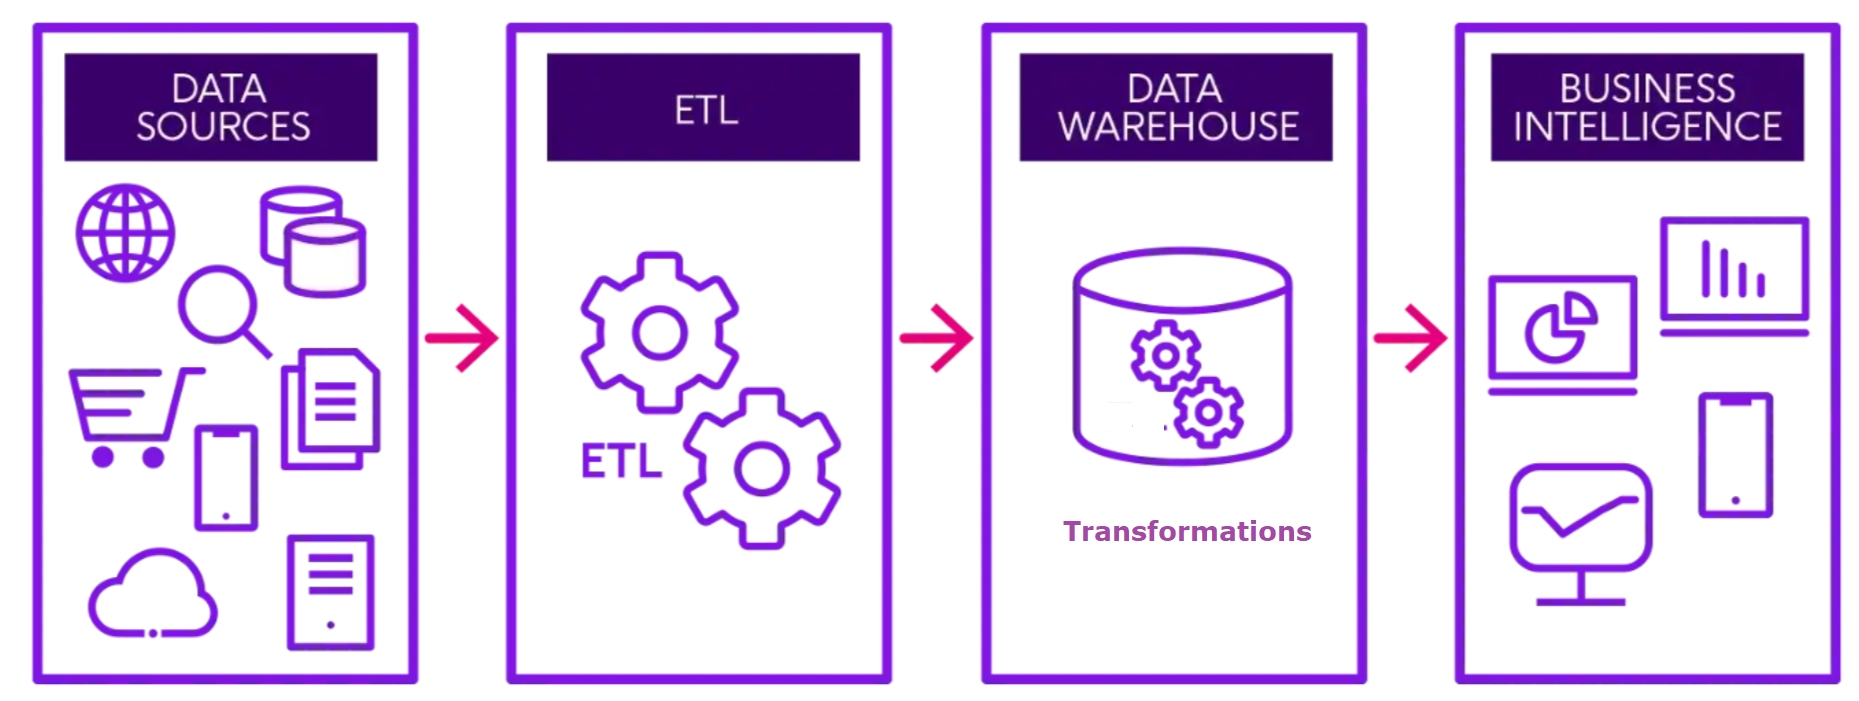 DATA
SOURCES
ETL
ETL
DATA
WAREHOUSE
Transformations
BUSINESS
INTELLIGENCE